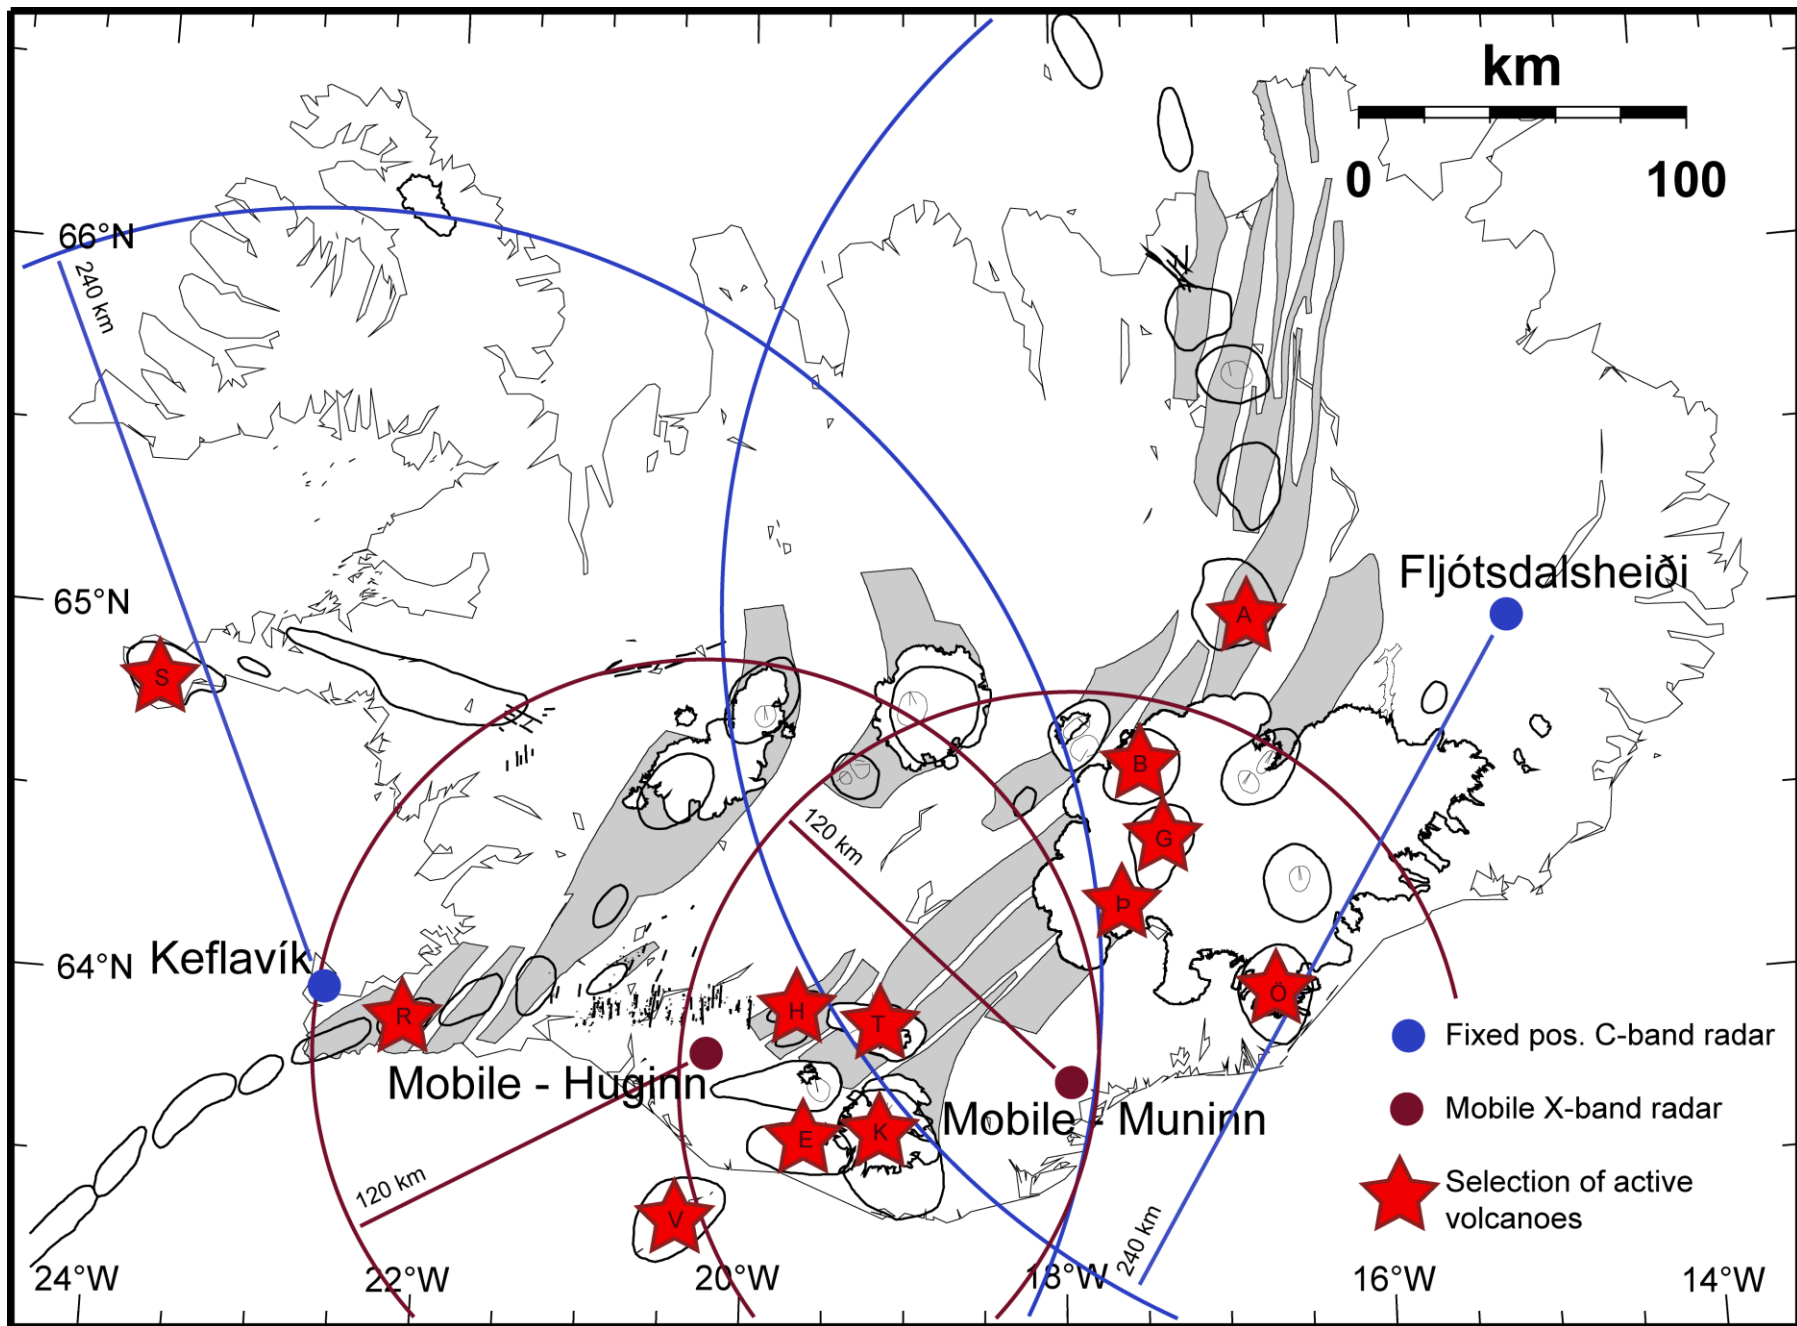 km
0
100
66°N
240 km
Fljótsdalsheiði
65°N
A
S
B
120 km
G
Þ
Keflavík
64°N
Ö
R
H
T
Fixed pos. C-band radar
Mobile - Huginn
Mobile - Muninn
Mobile X-band radar
E
K
120 km
Selection of active
volcanoes
V
240 km
24°W
22°W
20°W
18°W
16°W
14°W